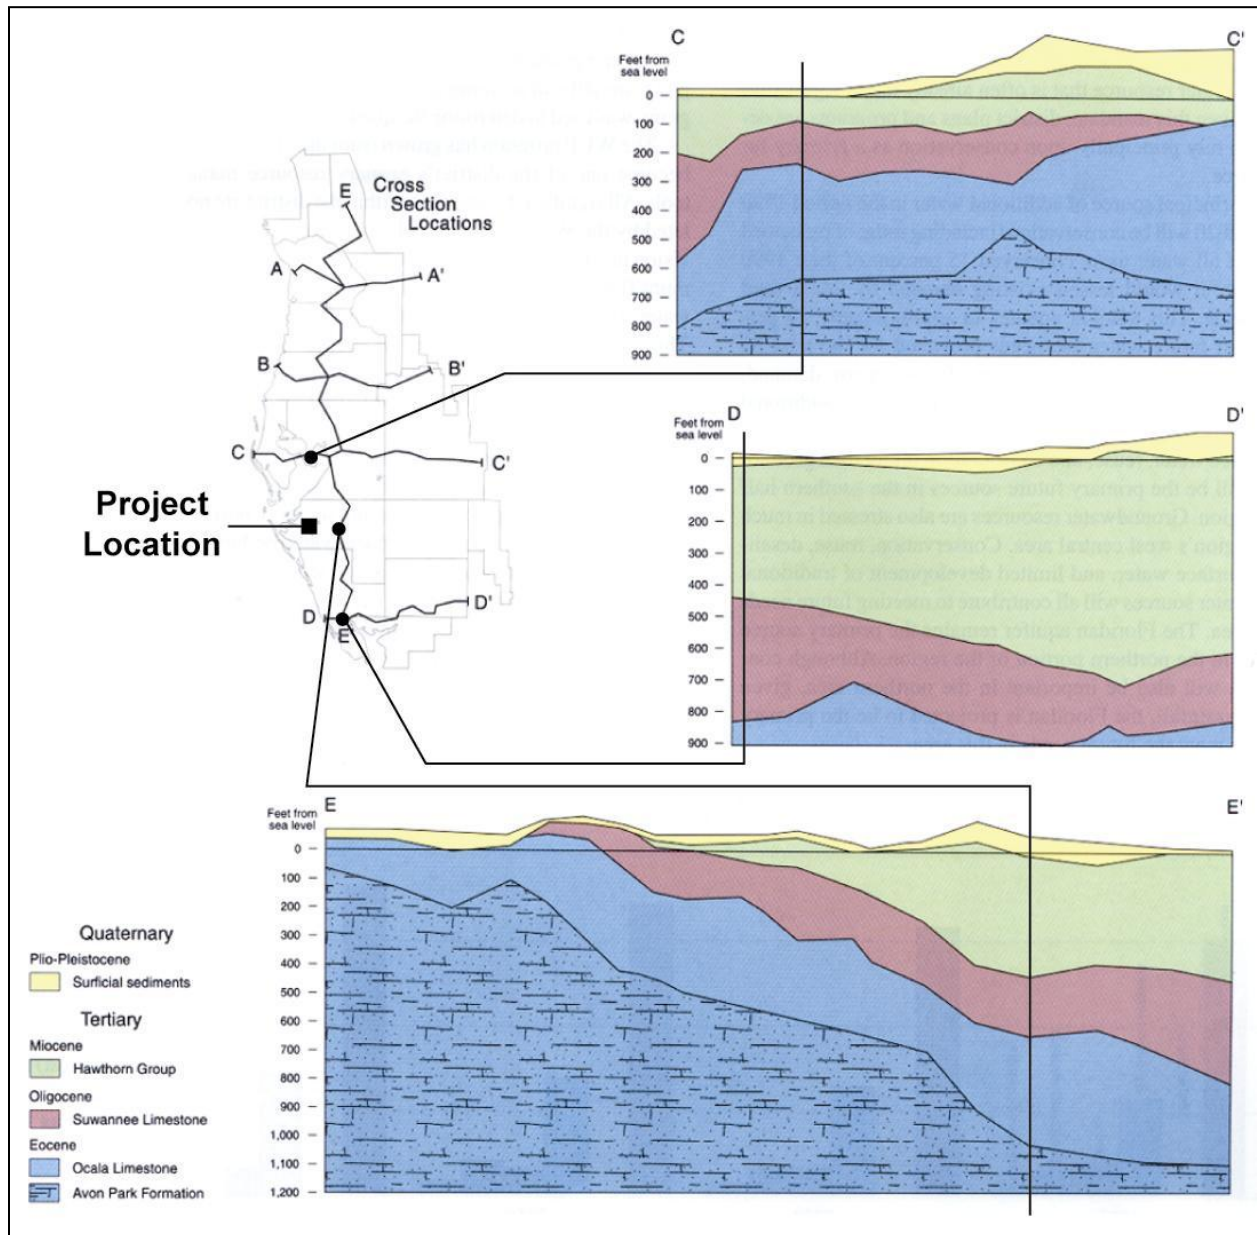 C
C'
Feet from
sea level
0
100
200
300
400
500
600
700
800
900
E
Cross
Section
Locations
A
A'
B
B'
C
C'
Project
Location
D
D'
E
D
D'
Feet from
sea level
0
100
200
300
400
500
600
700
800
900
E
E'
Feet from
sea level
0
100
200
300
400
500
600
700
800
900
1,000
1,100
1,200
Quaternary
Plio-Pleistocene
Surficial sediments
Tertiary
Miocene
Hawthorn Group
Oligocene
Suwannee Limestone
Eocene
Ocala Limestone
Avon Park Formation